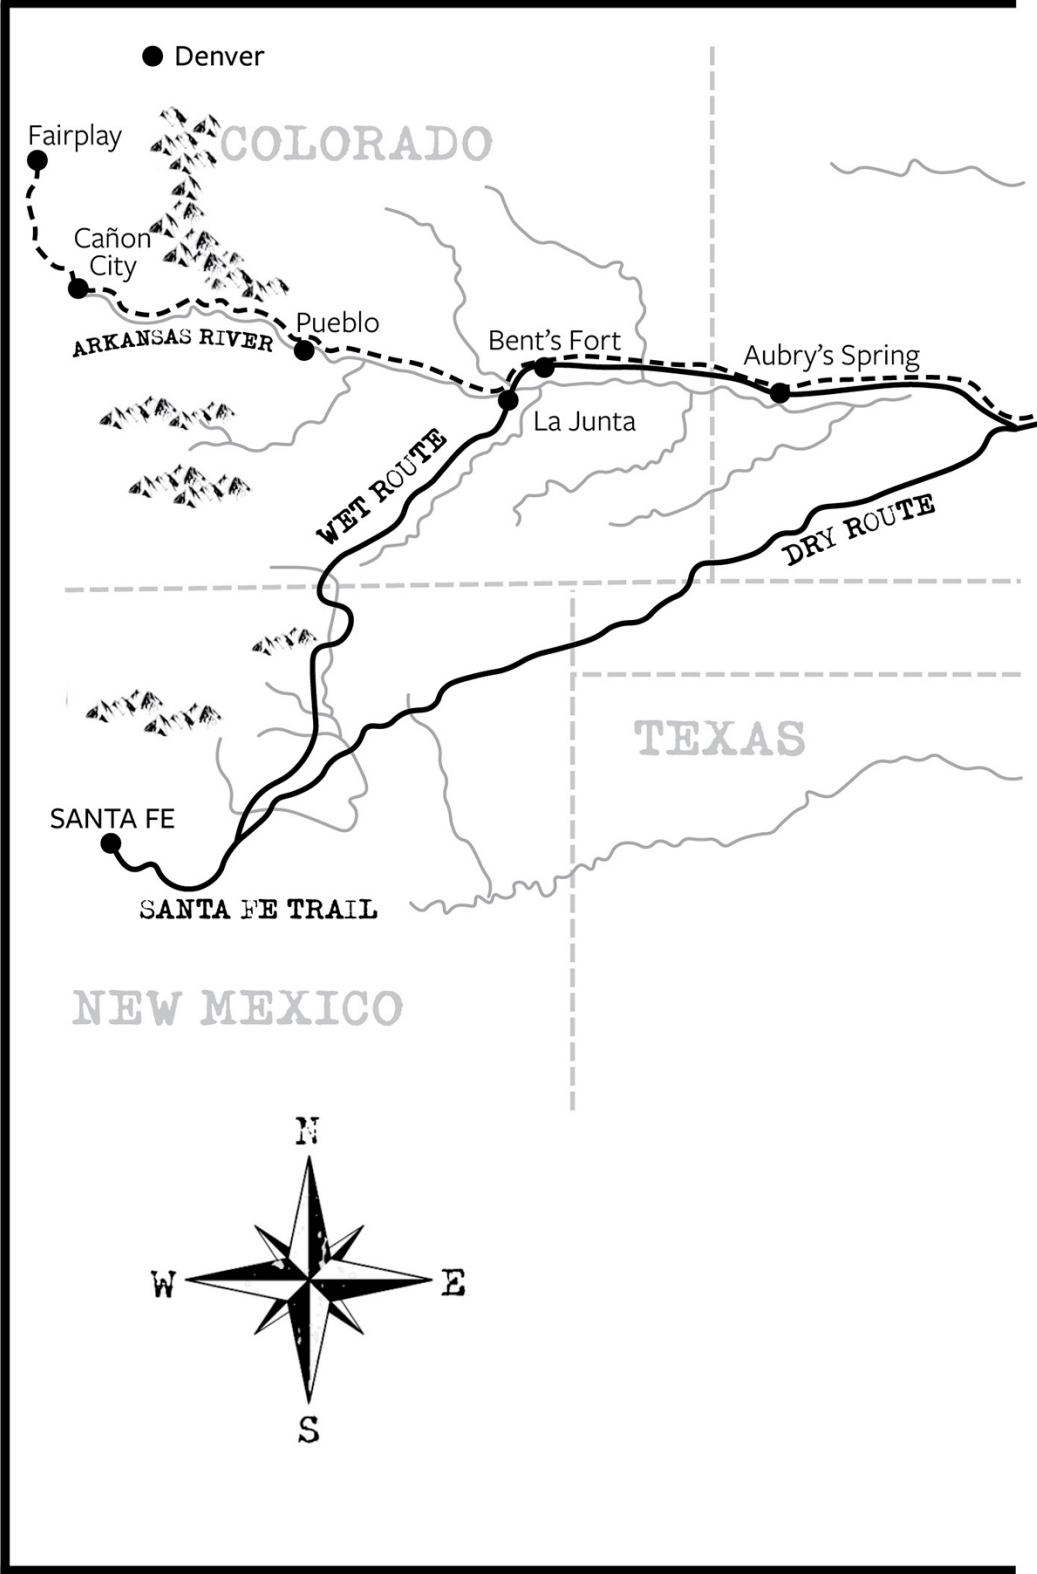 Denver
Fairplay
COLORADO
Cañon
City
ARKANSAS RIVER
Pueblo
Bent’s Fort
Aubry’s Spring
La Junta
WET ROUTE
DRY ROUTE
TEXAS
SANTA FE
SANTA FE TRAIL
NEW MEXICO
N
W
E
S